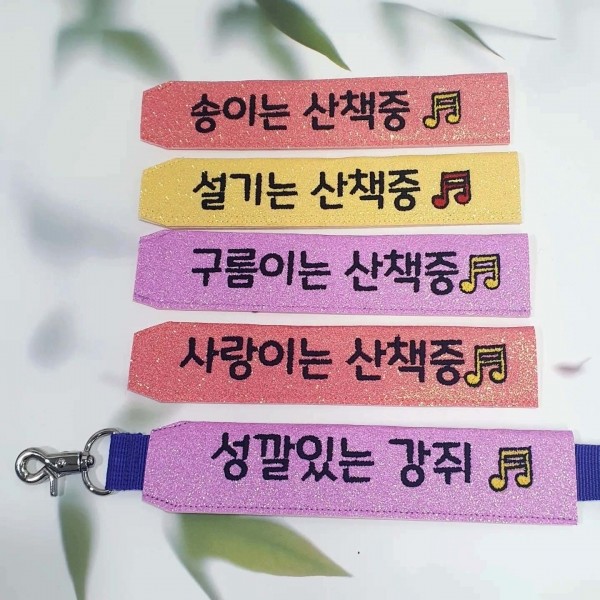 송이는 산책중
설기는 산책중
구름이는 산책중
사랑이는 산책중
성깔있는 강쥐